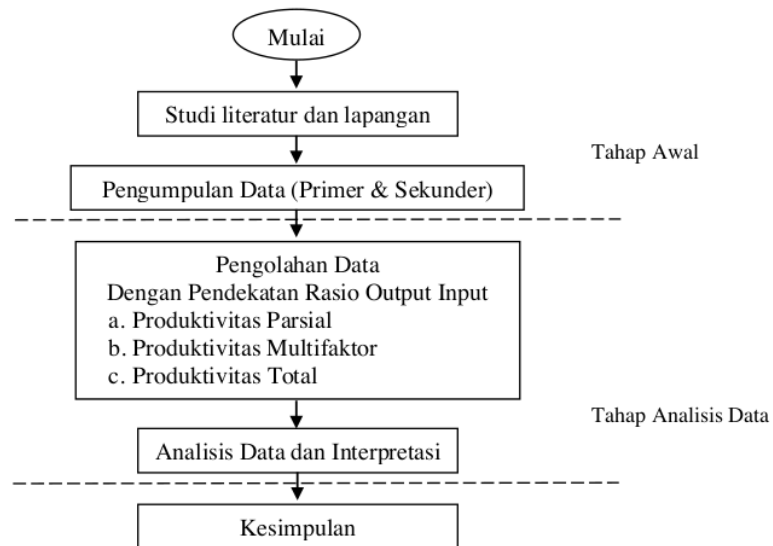 Mulai
Studi literatur dan lapangan
Tahap Awal
Pengumpulan Data (Primer & Sekunder)
Pengolahan Data
Dengan Pendekatan Rasio Output Input
a. Produktivitas Parsial
b. Produktivitas Multifaktor
c. Produktivitas Total
Tahap Analisis Data
Analisis Data dan Interpretasi
Kesimpulan